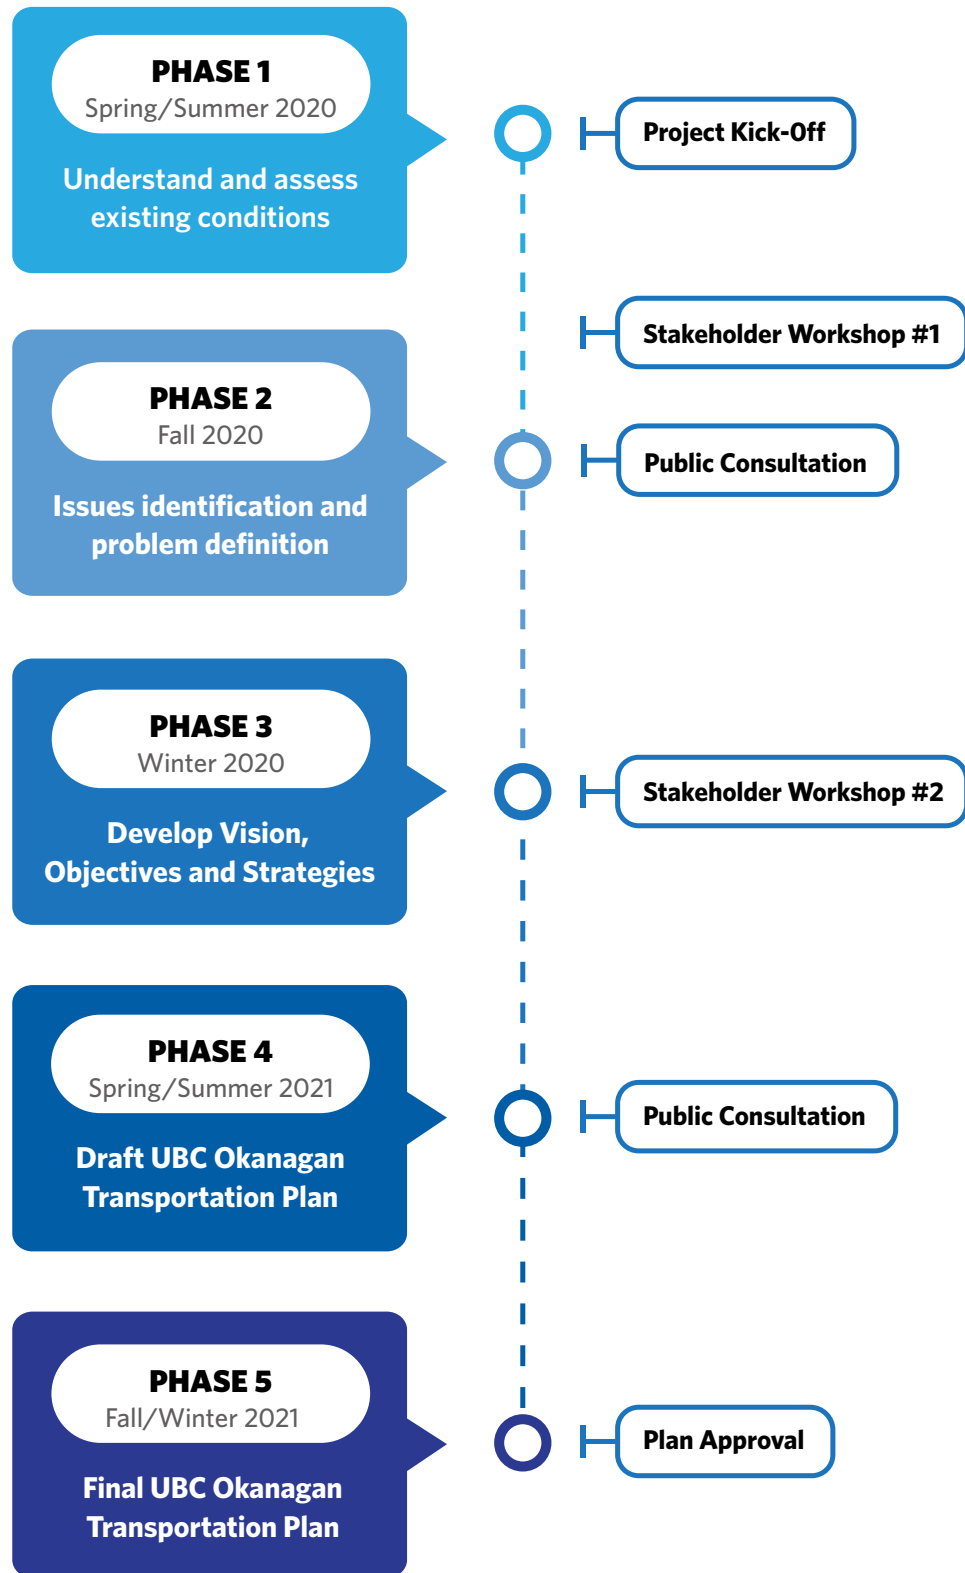 PHASE 1
Spring/Summer 2020
Understand and assess
existing conditions
Project Kick-Off
Stakeholder Workshop #1
PHASE 2
Fall 2020
Issues identification and
problem definition
Public Consultation
PHASE 3
Winter 2020
Develop Vision,
Objectives and Strategies
Stakeholder Workshop #2
PHASE 4
Spring/Summer 2021
Draft UBC Okanagan
Transportation Plan
Public Consultation
PHASE 5
Fall/Winter 2021
Final UBC Okanagan
Transportation Plan
Plan Approval